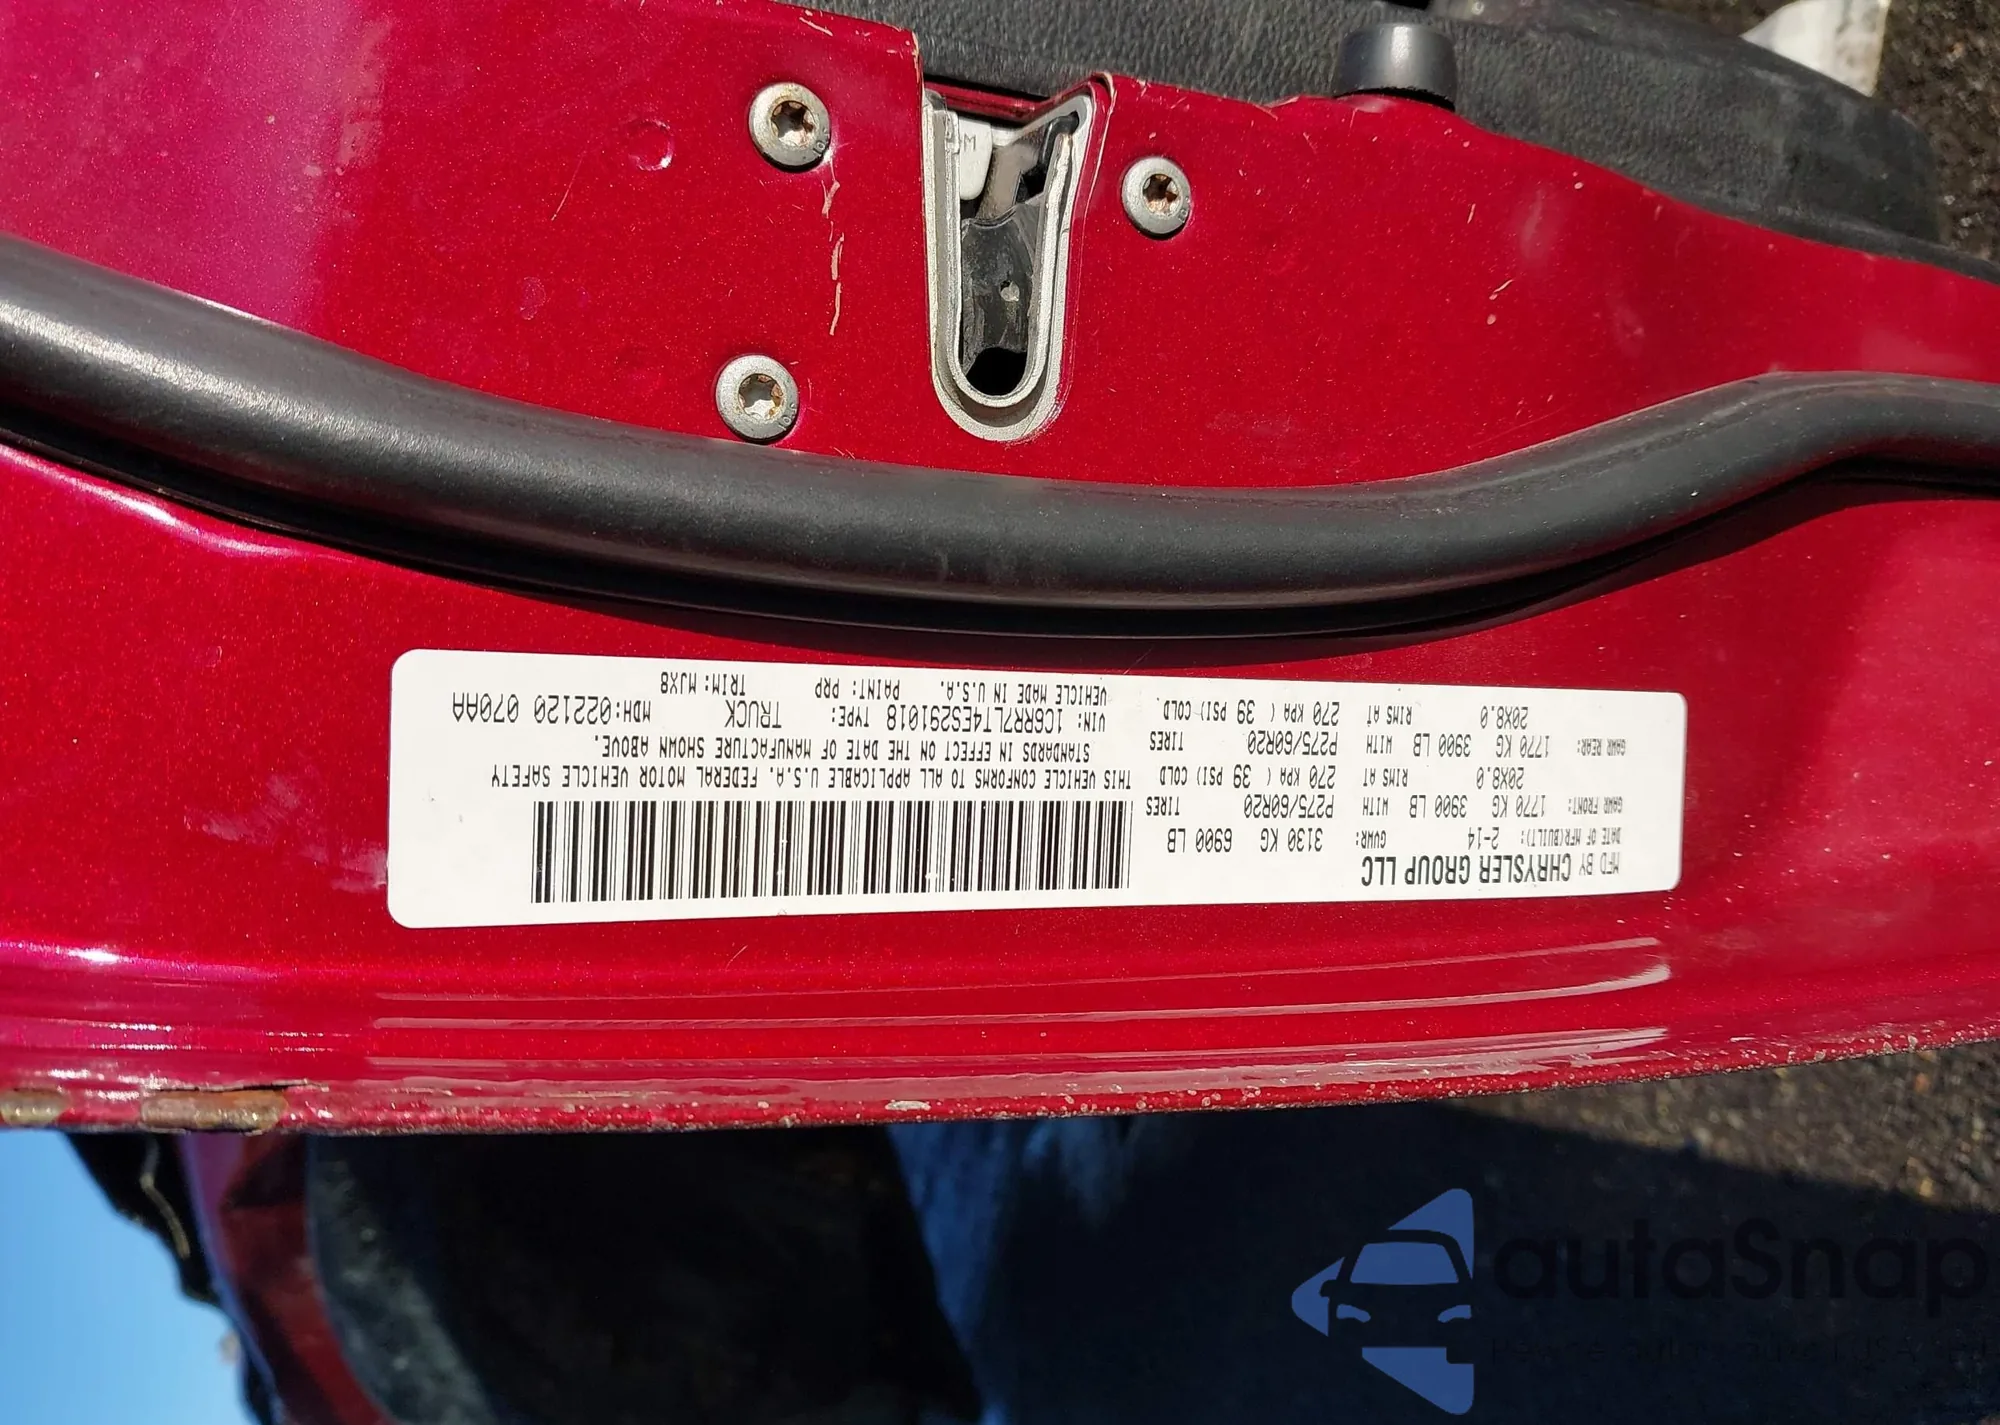 MFD BY CHRYSLER GROUP LLC
DATE OF MFR(BUILT): 2-14 GVWR: 3130 KG 6900 LB
GAWR FRONT: 1770 KG 3900 LB WITH P275/60R20 TIRES
20X8.0 RIMS AT 270 KPA ( 39 PSI) COLD
GAWR REAR: 1770 KG 3900 LB WITH P275/60R20 TIRES
20X8.0 RIMS AT 270 KPA ( 39 PSI) COLD.
THIS VEHICLE CONFORMS TO ALL APPLICABLE U.S.A. FEDERAL MOTOR VEHICLE SAFETY
STANDARDS IN EFFECT ON THE DATE OF MANUFACTURE SHOWN ABOVE.
VIN: 1C6RR7LT4ES291018 TYPE: TRUCK MDH:022120 070AA
VEHICLE MADE IN U.S.A. PAINT: PRP TRIM: MJX8
autoSnap